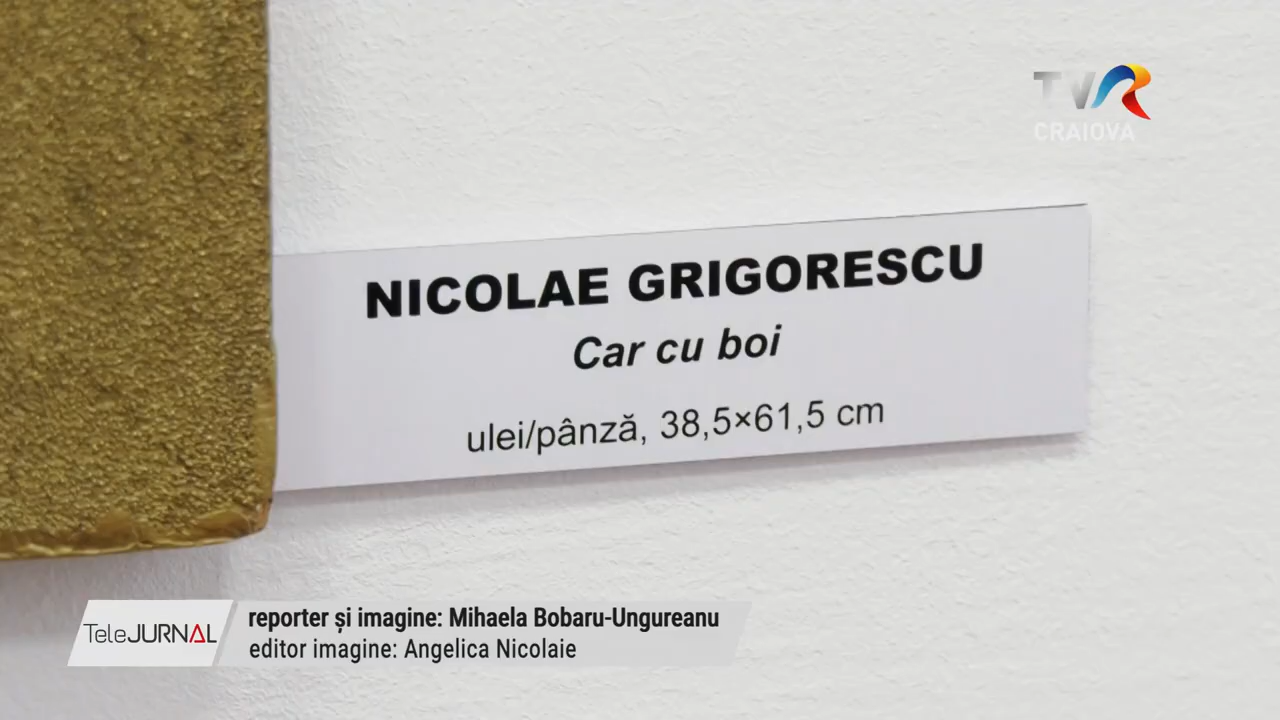 TVR
CRAIOVA
NICOLAE GRIGORESCU
Car cu boi
ulei/pânză, 38,5×61,5 cm
TeleJURNAL
reporter și imagine: Mihaela Bobaru-Ungureanu
editor imagine: Angelica Nicolaie